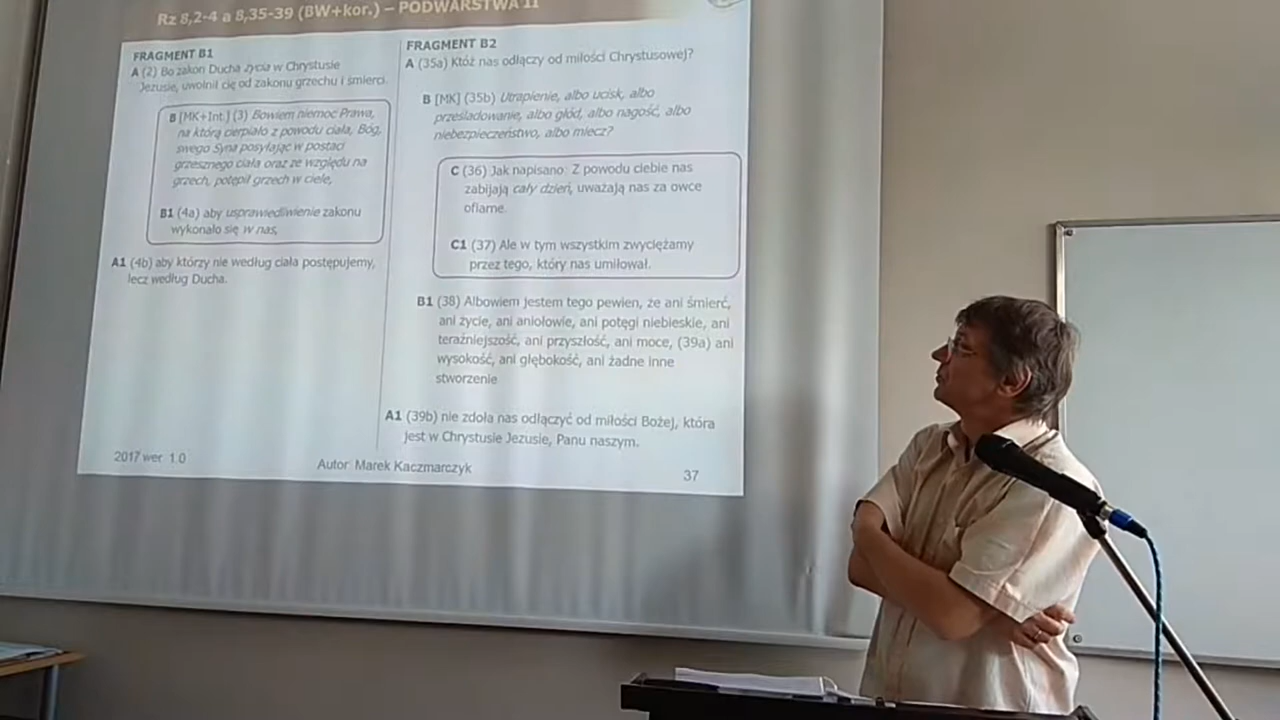 Rz 8,2-4 a 8,35-39 (BW+kor.) – PODWARSTWA II
FRAGMENT B1
A (2) Bo zakon Ducha życia w Chrystusie
Jezusie, uwolnił cię od zakonu grzechu i śmierci.
B [MK+Int.] (3) Bowiem niemoc Prawa,
na którą cierpiało z powodu ciała, Bóg,
swego Syna posyłając w postaci
grzesznego ciała oraz ze względu na
grzech, potępił grzech w ciele,
B1 (4a) aby usprawiedliwienie zakonu
wykonało się w nas,
A1 (4b) aby którzy nie według ciała postępujemy,
lecz według Ducha.
FRAGMENT B2
A (35a) Któż nas odłączy od miłości Chrystusowej?
B [MK] (35b) Utrapienie, albo ucisk, albo
prześladowanie, albo głód, albo nagość, albo
niebezpieczeństwo, albo miecz?
C (36) Jak napisano: Z powodu ciebie nas
zabijają cały dzień, uważają nas za owce
ofiarne.
C1 (37) Ale w tym wszystkim zwyciężamy
przez tego, który nas umiłował.
B1 (38) Albowiem jestem tego pewien, że ani śmierć,
ani życie, ani aniołowie, ani potęgi niebieskie, ani
teraźniejszość, ani przyszłość, ani moce, (39a) ani
wysokość, ani głębokość, ani żadne inne
stworzenie
A1 (39b) nie zdoła nas odłączyć od miłości Bożej, która
jest w Chrystusie Jezusie, Panu naszym.
2017 wer. 1.0
Autor: Marek Kaczmarczyk
37